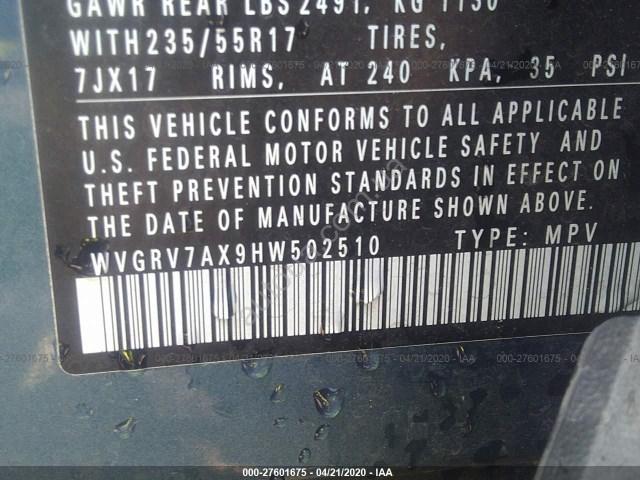 GAWR REAR LBS 2491, KG 1130
WITH 235/55R17 TIRES,
7JX17 RIMS, AT 240 KPA, 35 PSI
THIS VEHICLE CONFORMS TO ALL APPLICABLE
U.S. FEDERAL MOTOR VEHICLE SAFETY AND
THEFT PREVENTION STANDARDS IN EFFECT ON
THE DATE OF MANUFACTURE SHOWN ABOVE.
WVGRV7AX9HW502510 TYPE: MPV
000-27601675 - 04/21/2020 - IAA